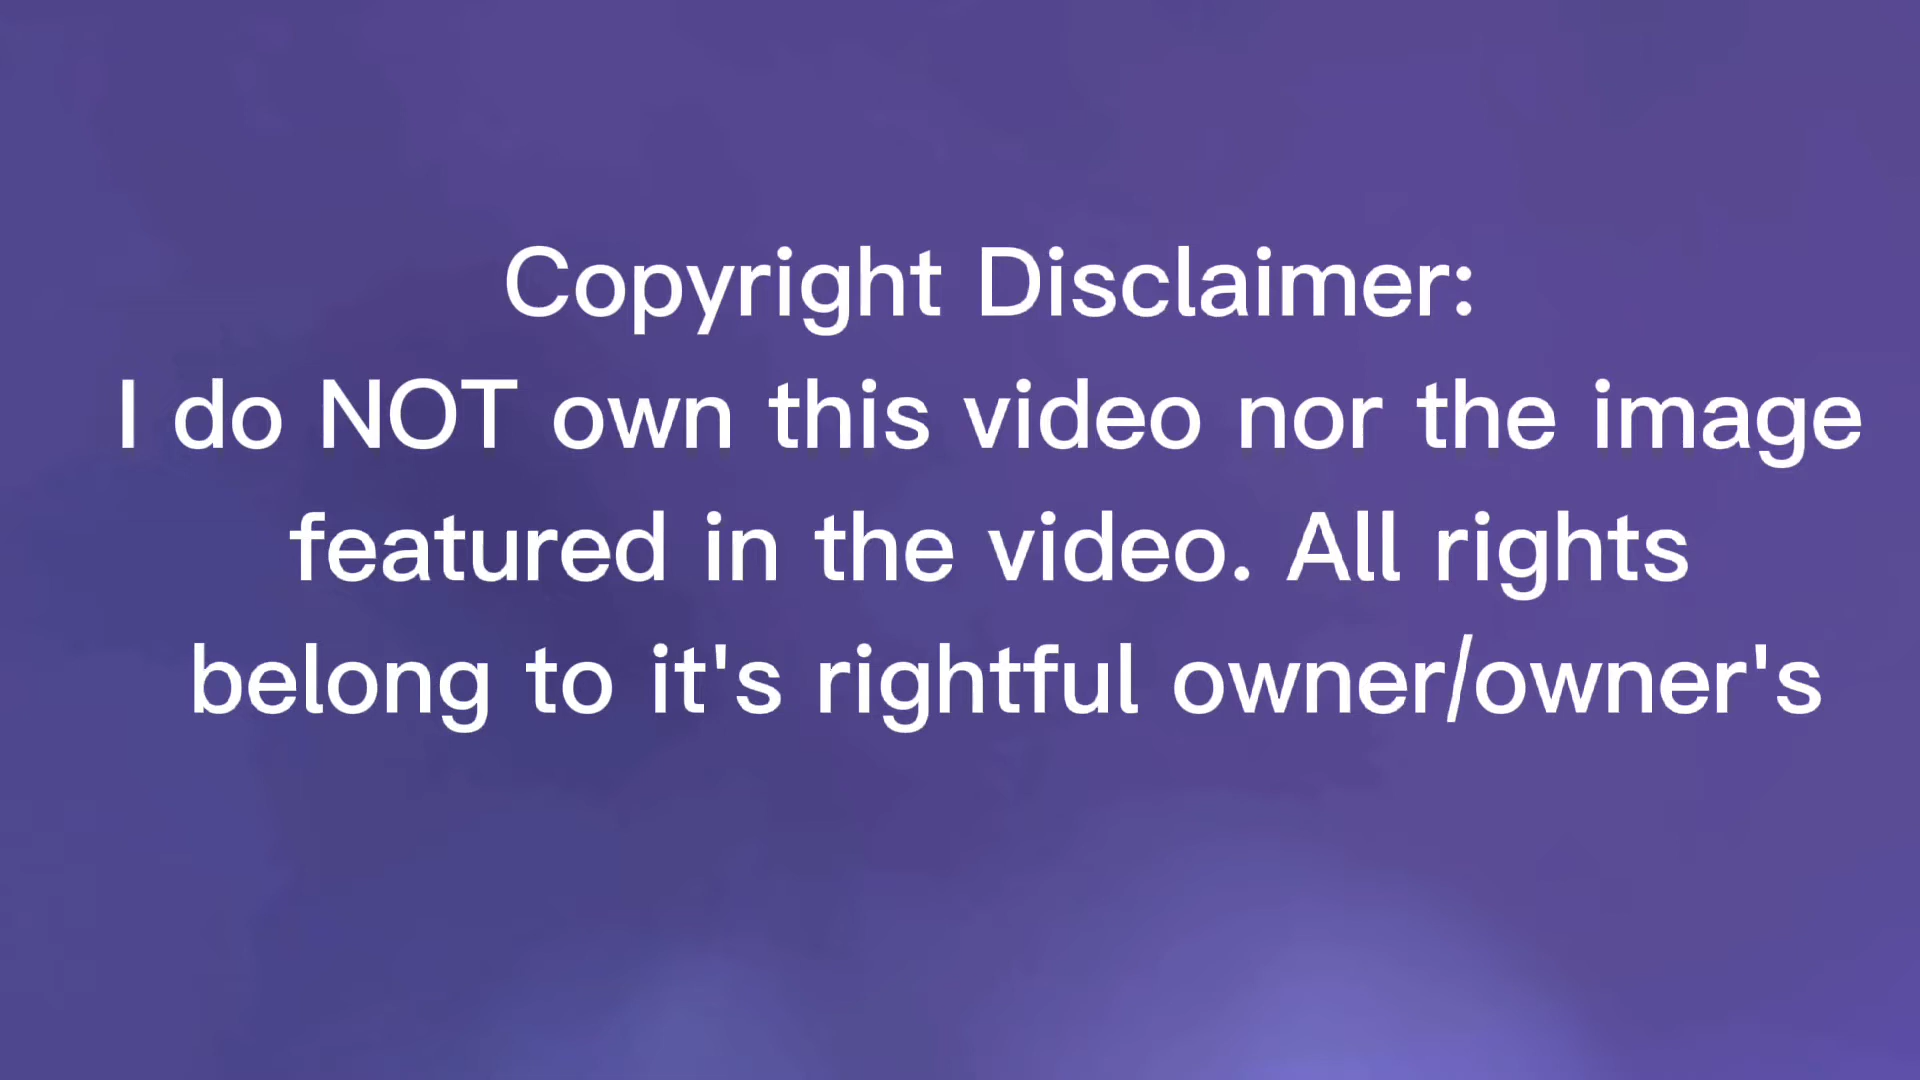 Copyright Disclaimer:
I do NOT own this video nor the image
featured in the video. All rights
belong to it's rightful owner/owner's